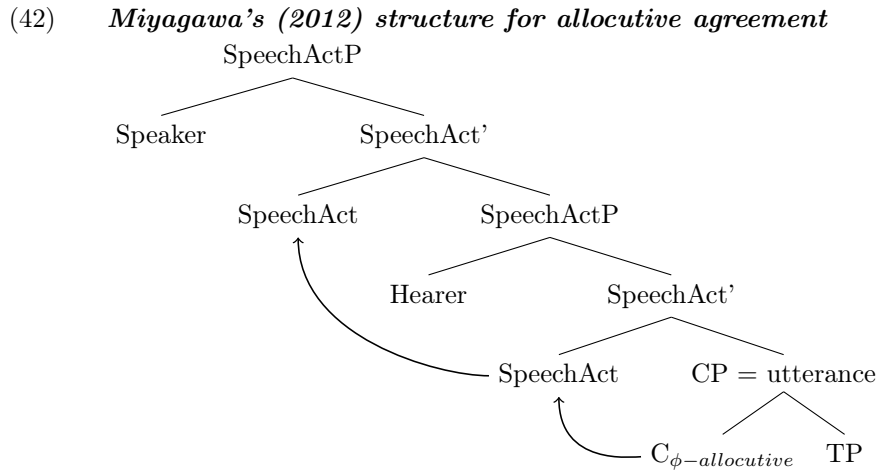 (42) Miyagawa's (2012) structure for allocutive agreement
SpeechActP
Speaker SpeechAct'
SpeechAct SpeechActP
Hearer SpeechAct'
SpeechAct CP = utterance
C_{ϕ−allocutive} TP